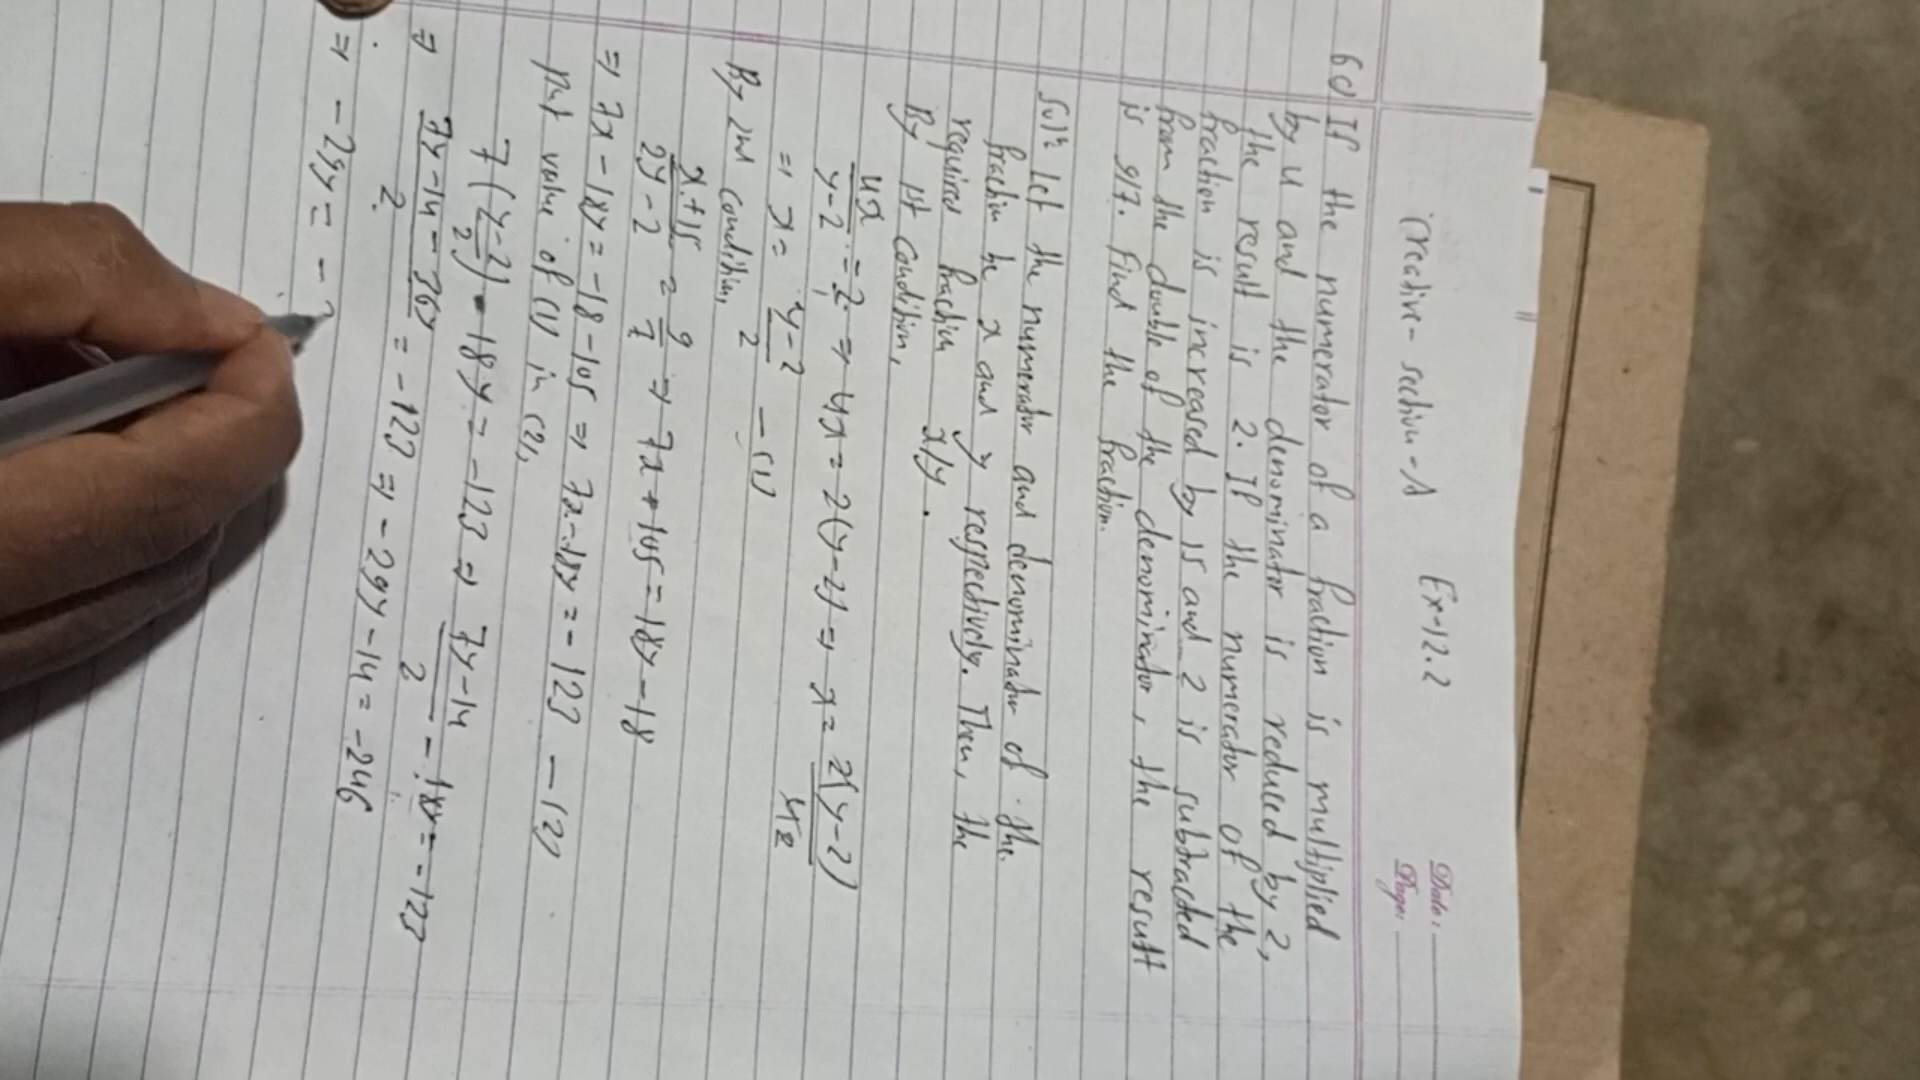 Creative-section-A Ex-12.2
Date:
Page:
6c) If the numerator of a fraction is multiplied
by 4 and the denominator is reduced by 2,
the result is 2. If the numerator of the
fraction is increased by 15 and 2 is subtracted
from the double of the denominator, the result
is 9/7. Find the fraction.
Solⁿ Let the numerator and denominator of the
fraction be x and y respectively. Then, the
required fraction x/y.
By 1st condition,
4x/y-2 = 2 ⇒ 4x = 2(y-2) ⇒ x = 2(y-2)/4 2
⇒ x = y-2/2 - (1)
By 2nd condition,
x+15/2y-2 = 9/7 ⇒ 7x + 105 = 18y - 18
⇒ 7x - 18y = -18 - 105 ⇒ 7x - 18y = -123 - (2)
put value of (1) in (2),
7(y-2/2) - 18y = -123 ⇒ 7y-14/2 - 18y = -123
⇒ 7y-14-36y/2 = -123 ⇒ -29y - 14 = -246
⇒ -29y = -